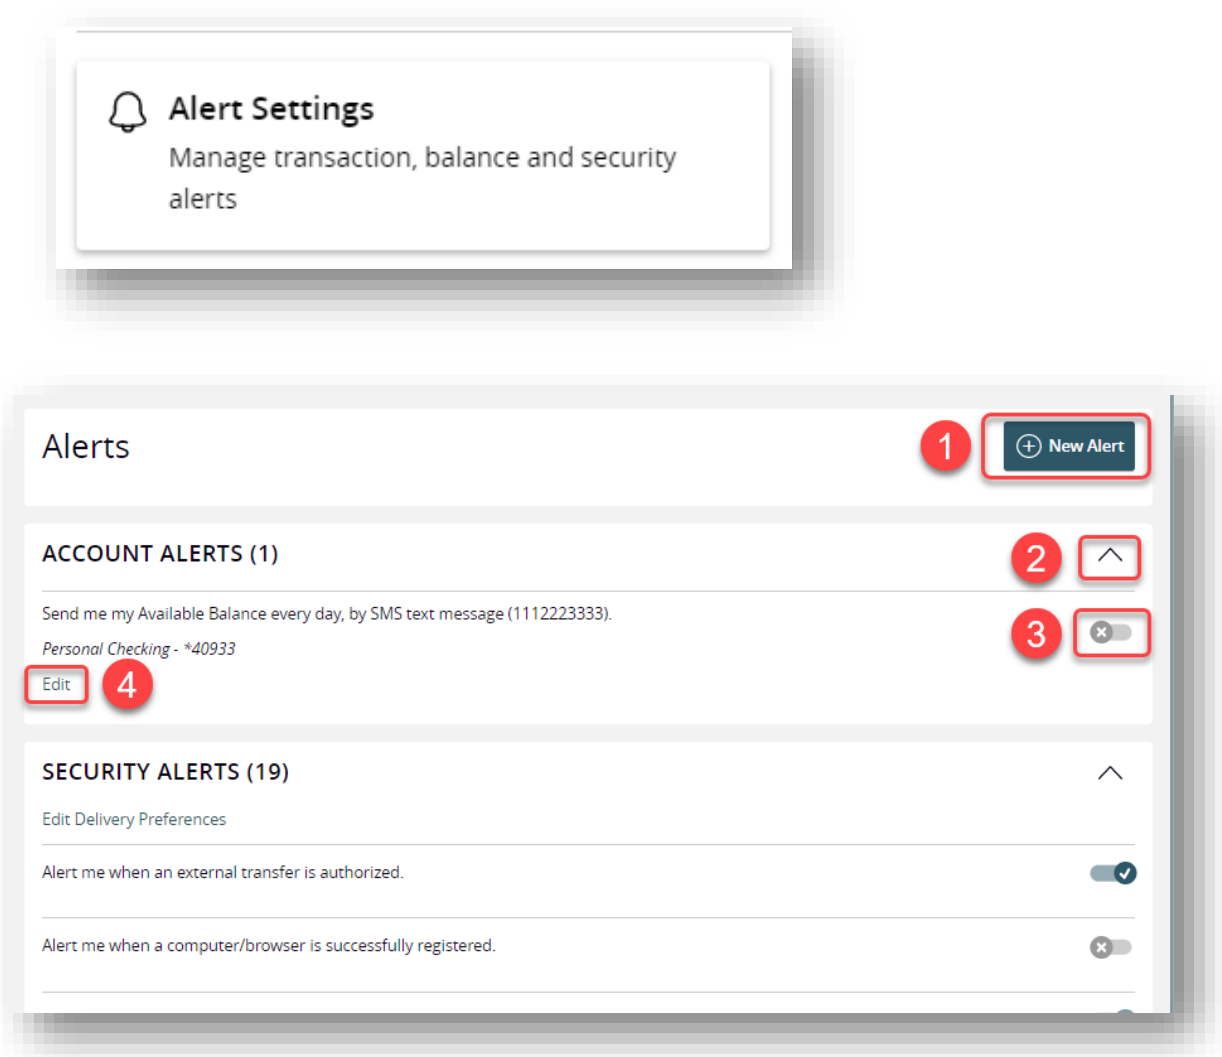 Alert Settings
Manage transaction, balance and security
alerts
Alerts
1
New Alert
ACCOUNT ALERTS (1)
2
Send me my Available Balance every day, by SMS text message (1112223333).
3
Personal Checking - *40933
Edit
4
SECURITY ALERTS (19)
Edit Delivery Preferences
Alert me when an external transfer is authorized.
Alert me when a computer/browser is successfully registered.